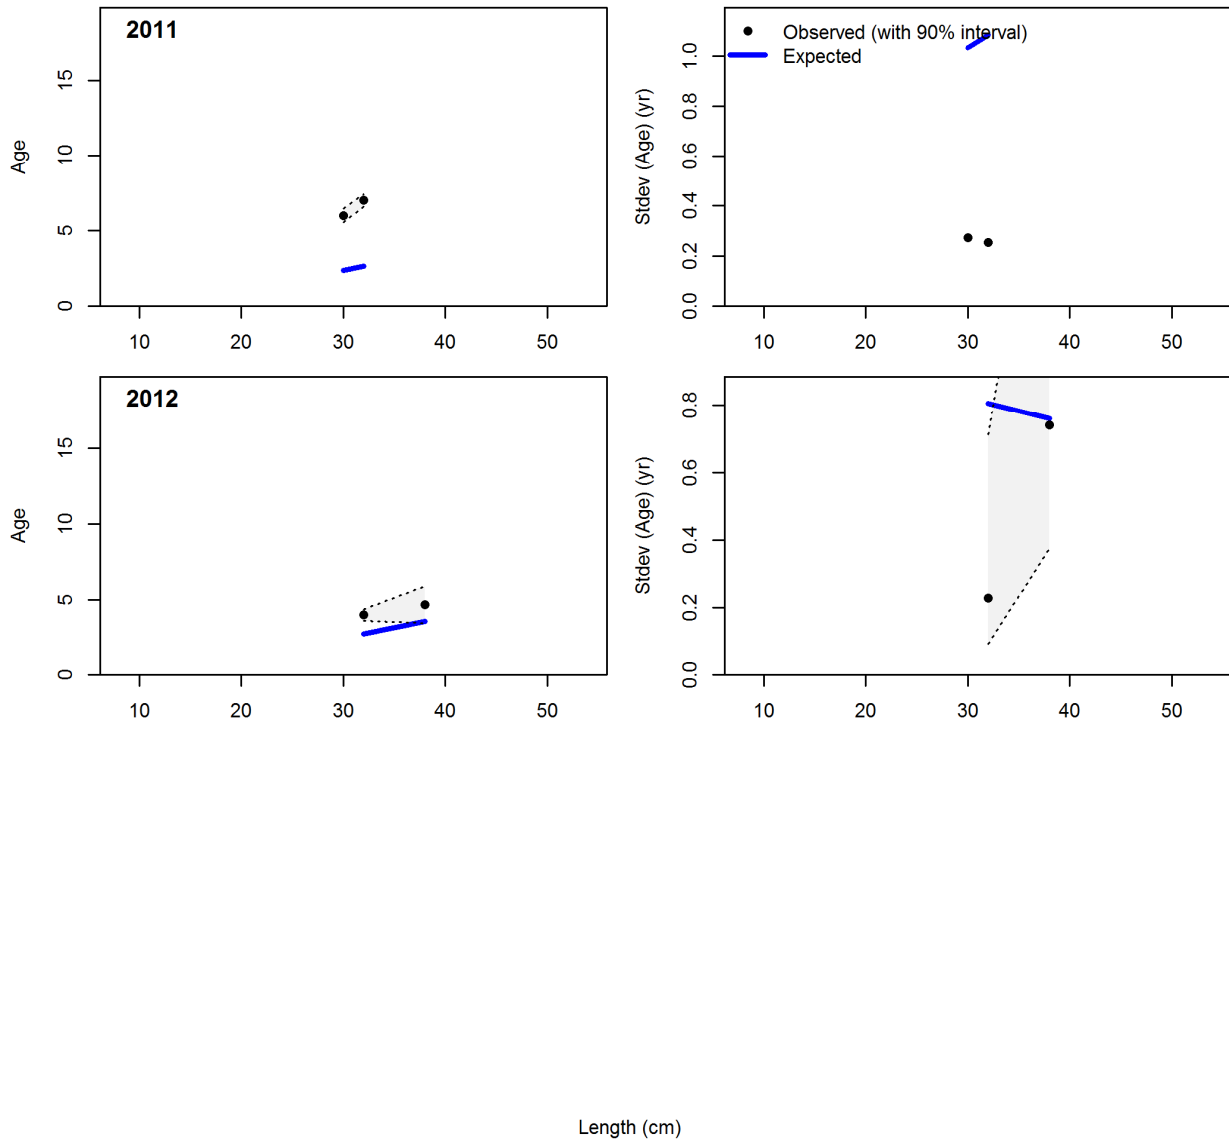 2011
Age
0 5 10 15
10 20 30 40 50
Observed (with 90% interval)
Expected
Stdev (Age) (yr)
0.0 0.2 0.4 0.6 0.8 1.0
10 20 30 40 50
2012
Age
0 5 10 15
10 20 30 40 50
Stdev (Age) (yr)
0.0 0.2 0.4 0.6 0.8
10 20 30 40 50
Length (cm)